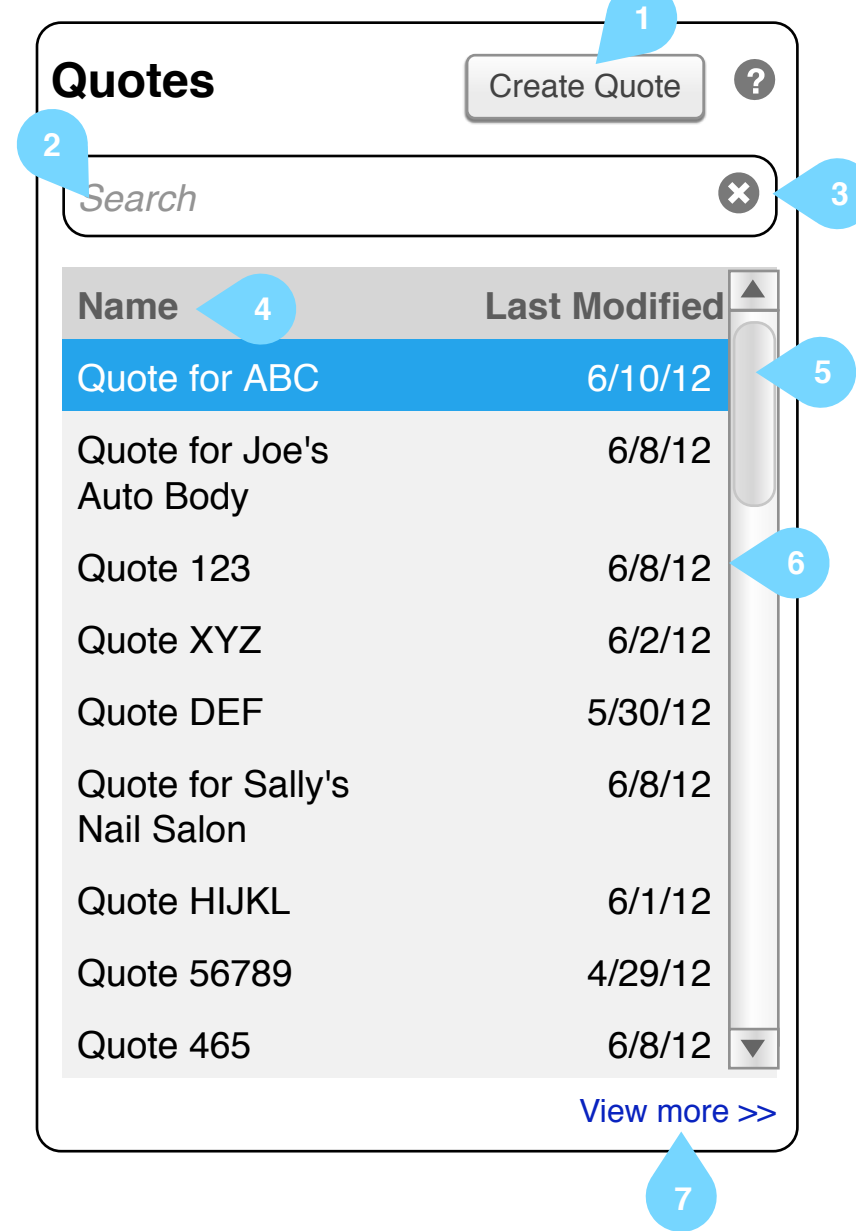 1
Quotes
Create Quote
?
2
Search
3
Name
4
Last Modified
Quote for ABC
6/10/12
5
Quote for Joe's
Auto Body
6/8/12
Quote 123
6/8/12
6
Quote XYZ
6/2/12
Quote DEF
5/30/12
Quote for Sally's
Nail Salon
6/8/12
Quote HIJKL
6/1/12
Quote 56789
4/29/12
Quote 465
6/8/12
View more >>
7